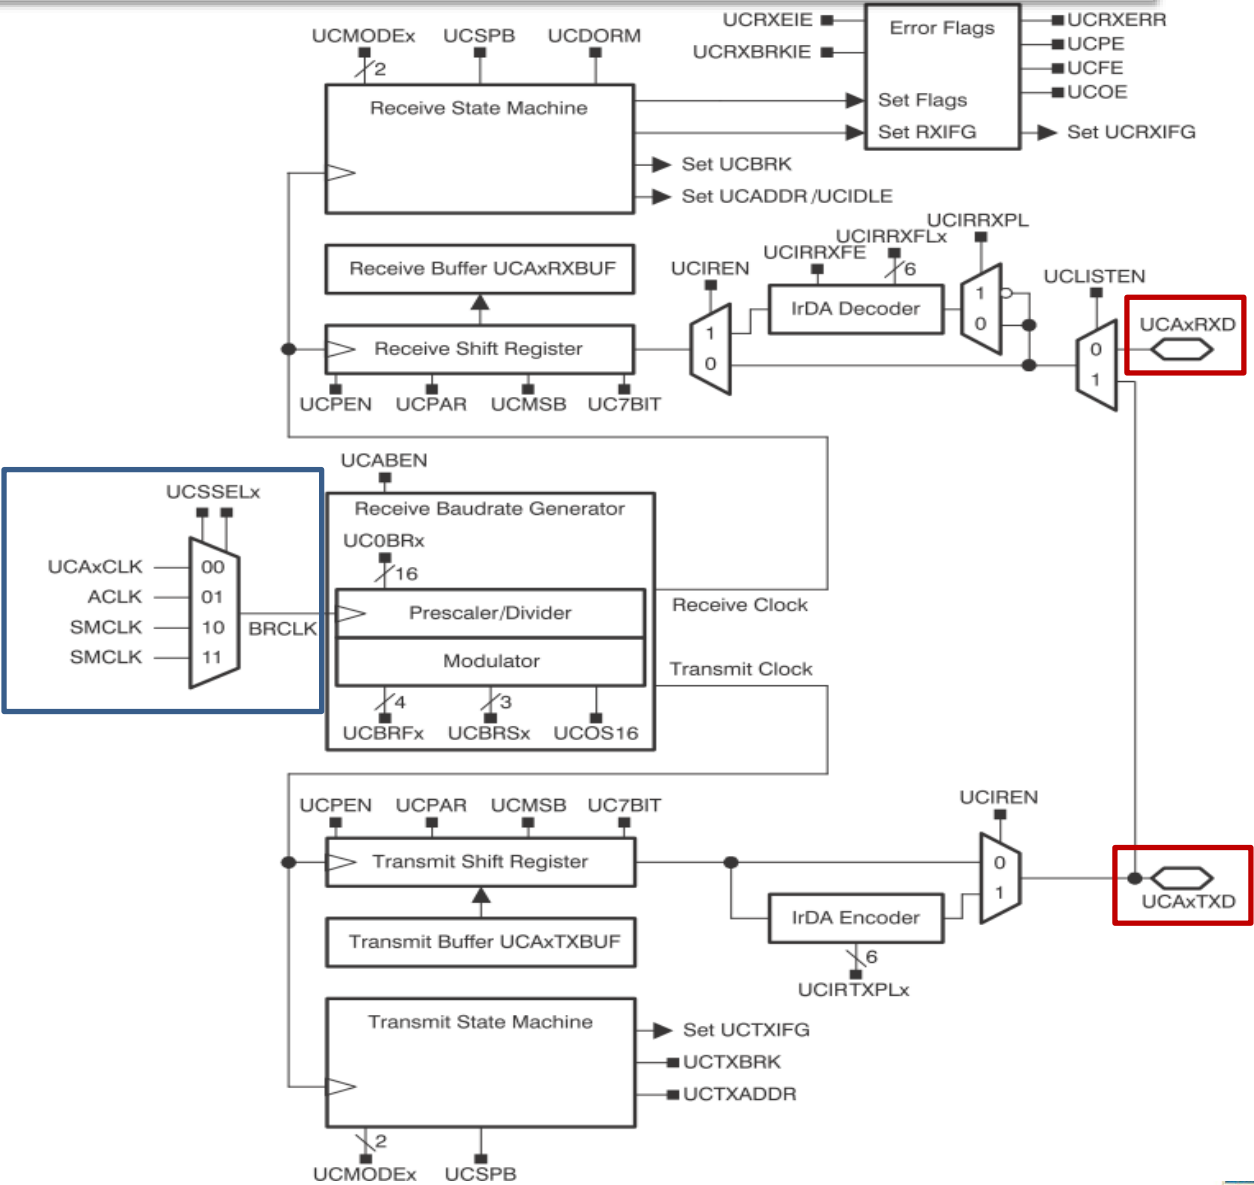 UCMODEx
UCSPB
UCDORM
2
Receive State Machine
UCRXEIE
UCRXBRKIE
Error Flags
UCRXERR
UCPE
UCFE
UCOE
Set Flags
Set RXIFG
Set UCRXIFG
Set UCBRK
Set UCADDR /UCIDLE
Receive Buffer UCAxRXBUF
Receive Shift Register
UCPEN
UCPAR
UCMSB
UC7BIT
UCIREN
1
0
UCIRRXFE
UCIRRXFLx
6
IrDA Decoder
UCIRRXPL
1
0
UCLISTEN
0
1
UCAxRXD
UCSSELx
UCAxCLK
00
ACLK
01
SMCLK
10
SMCLK
11
BRCLK
UCABEN
Receive Baudrate Generator
UC0BRx
16
Prescaler/Divider
Modulator
4
3
UCBRFx
UCBRSx
UCOS16
Receive Clock
Transmit Clock
UCPEN
UCPAR
UCMSB
UC7BIT
Transmit Shift Register
Transmit Buffer UCAxTXBUF
UCIREN
0
1
IrDA Encoder
6
UCIRTXPLx
UCAxTXD
Transmit State Machine
Set UCTXIFG
UCTXBRK
UCTXADDR
2
UCMODEx
UCSPB